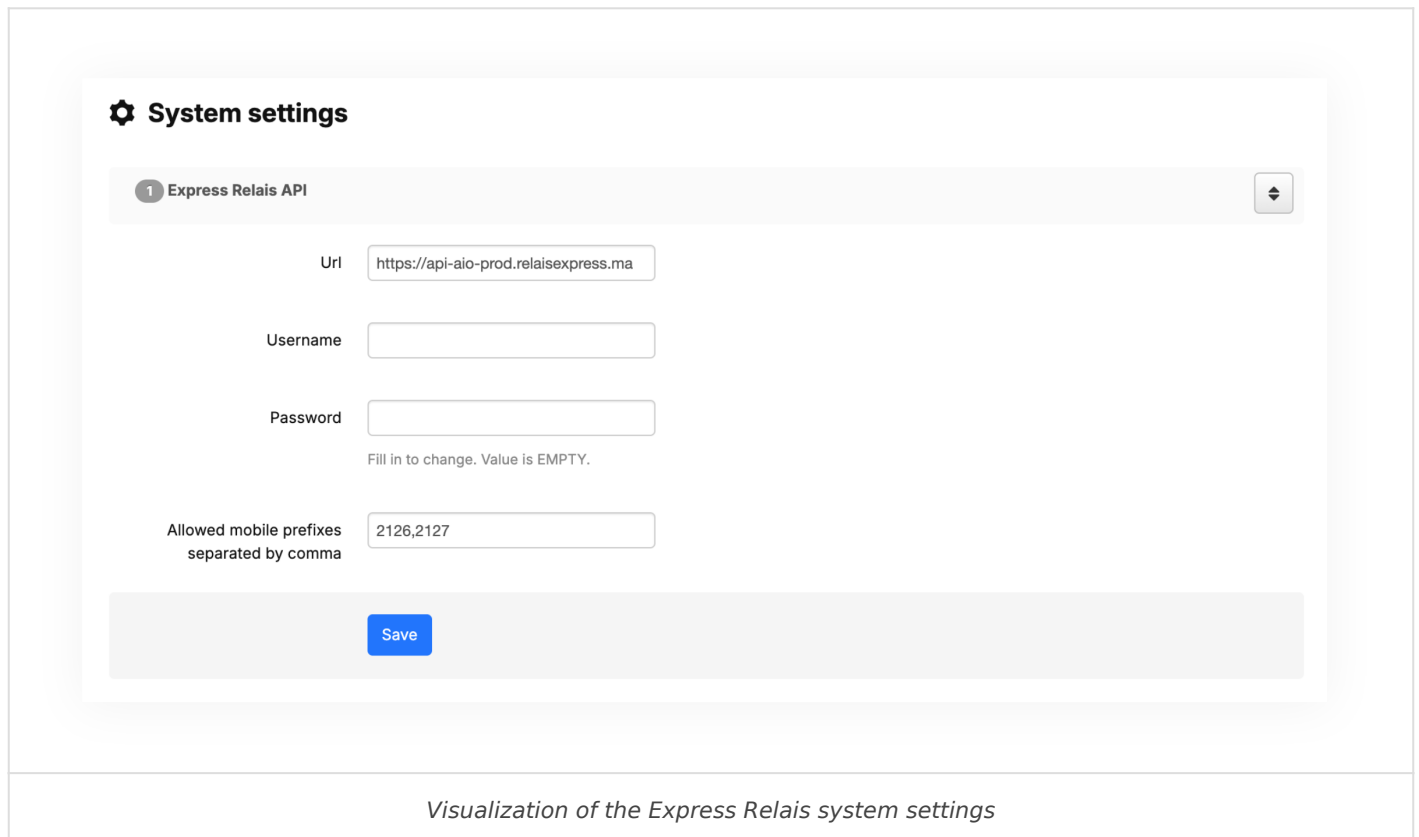 System settings
1 Express Relais API
Url https://api-aio-prod.relaisexpress.ma
Username
Password
Fill in to change. Value is EMPTY.
Allowed mobile prefixes 2126,2127
separated by comma
Save
Visualization of the Express Relais system settings